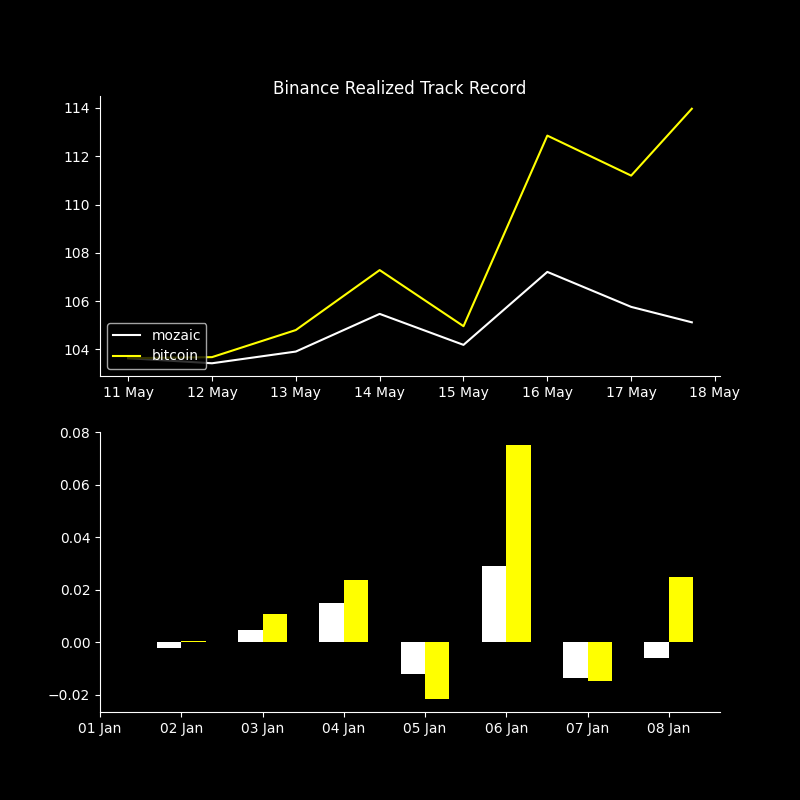 Binance Realized Track Record
114
112
110
108
106
104
mozaic
bitcoin
11 May 12 May 13 May 14 May 15 May 16 May 17 May 18 May
0.08
0.06
0.04
0.02
0.00
−0.02
01 Jan 02 Jan 03 Jan 04 Jan 05 Jan 06 Jan 07 Jan 08 Jan